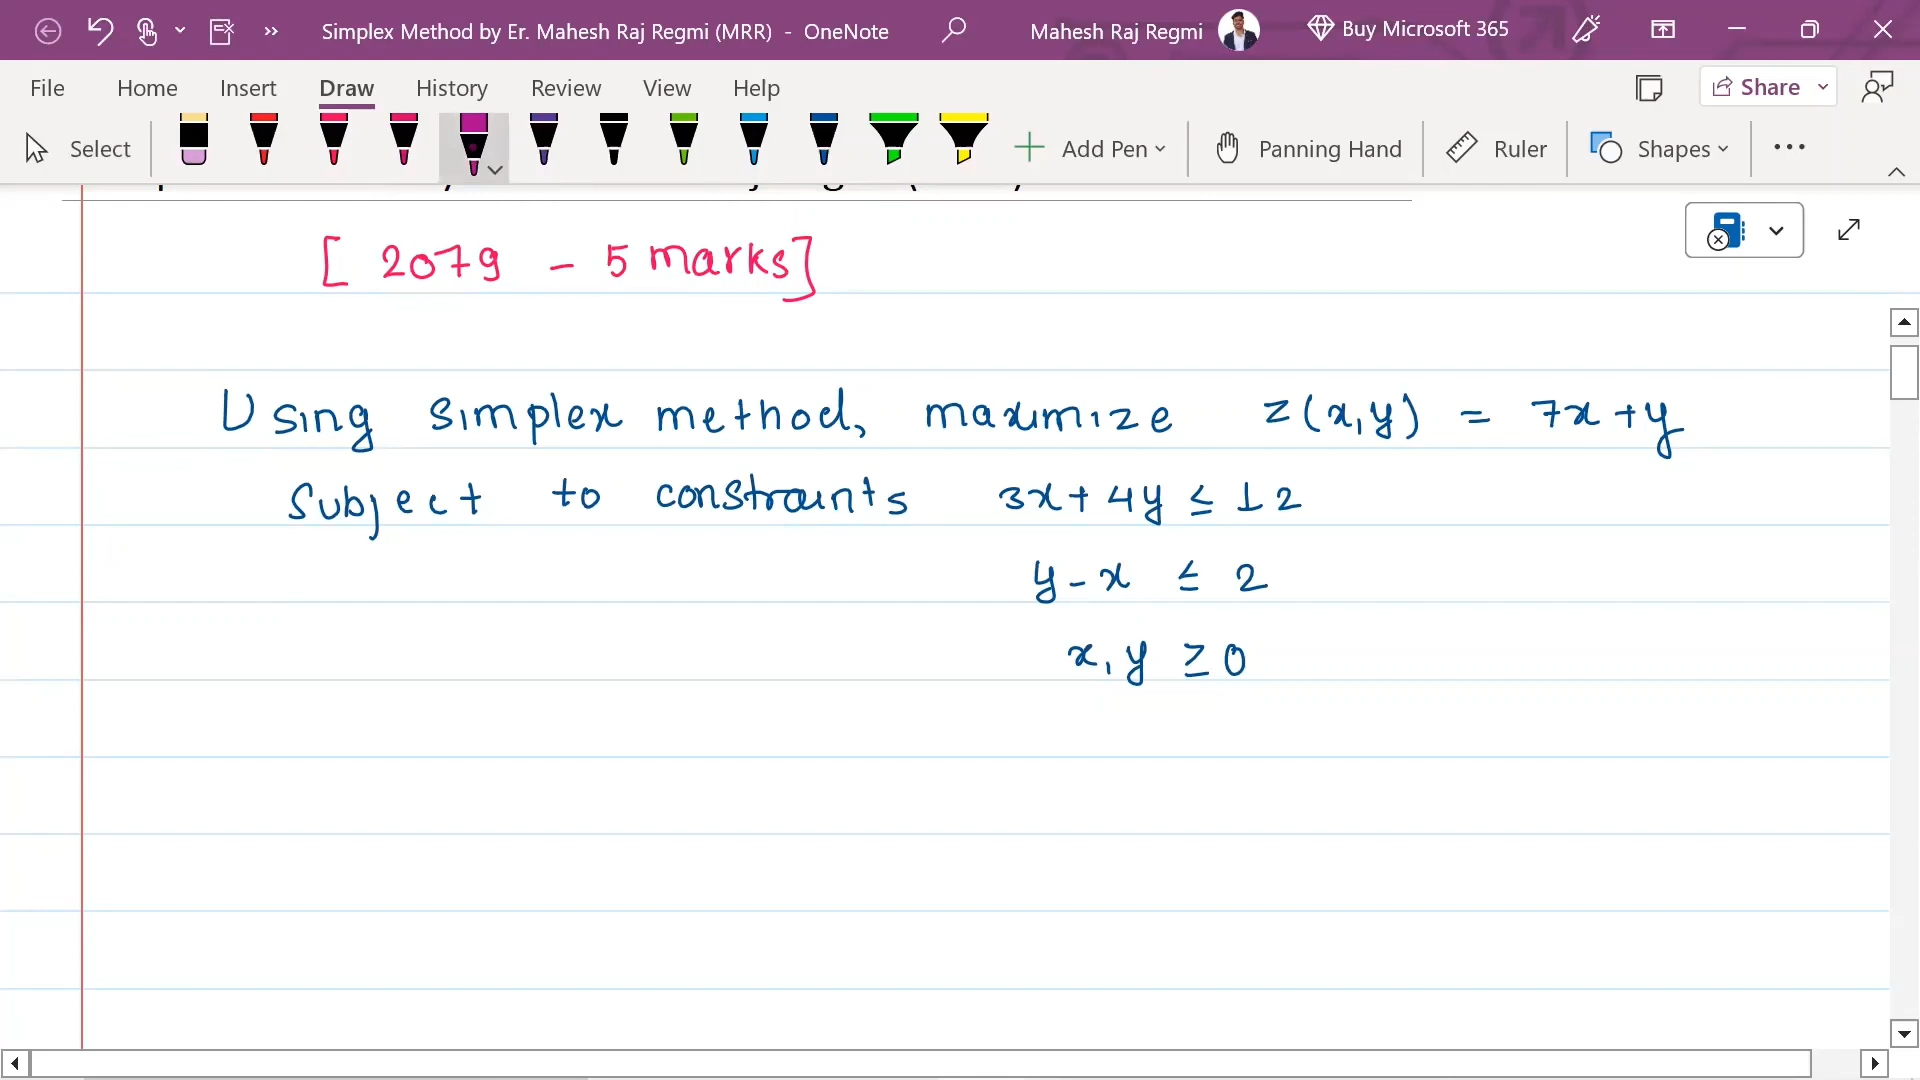 Simplex Method by Er. Mahesh Raj Regmi (MRR) - OneNote
Mahesh Raj Regmi
Buy Microsoft 365
File Home Insert Draw History Review View Help
Share
Select
Add Pen
Panning Hand
Ruler
Shapes
[ 2079 - 5 marks]
Using simplex method, maximize z(x,y) = 7x+y
Subject to constraints 3x+4y ≤ 12
y-x ≤ 2
x,y ≥ 0